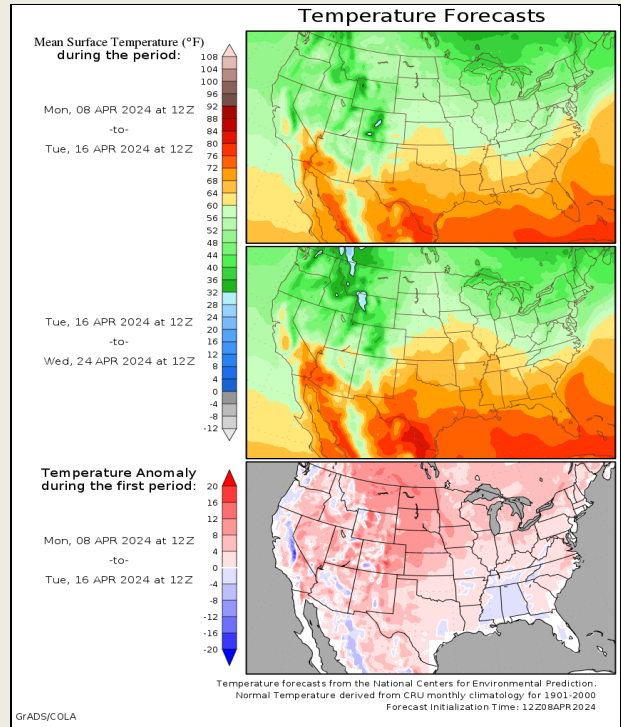 Temperature Forecasts
Mean Surface Temperature (°F)
during the period:
Mon, 08 APR 2024 at 12Z
-to-
Tue, 16 APR 2024 at 12Z
108
104
100
96
92
88
84
80
76
72
68
64
60
56
52
48
44
40
36
32
28
24
20
16
12
8
4
0
-4
-8
-12
Tue, 16 APR 2024 at 12Z
-to-
Wed, 24 APR 2024 at 12Z
Temperature Anomaly
during the first period:
Mon, 08 APR 2024 at 12Z
-to-
Tue, 16 APR 2024 at 12Z
20
16
12
8
4
0
-4
-8
-12
-16
-20
Temperature forecasts from the National Centers for Environmental Prediction.
Normal Temperature derived from CRU monthly climatology for 1901-2000
Forecast Initialization Time: 12Z08APR2024
GrADS/COLA